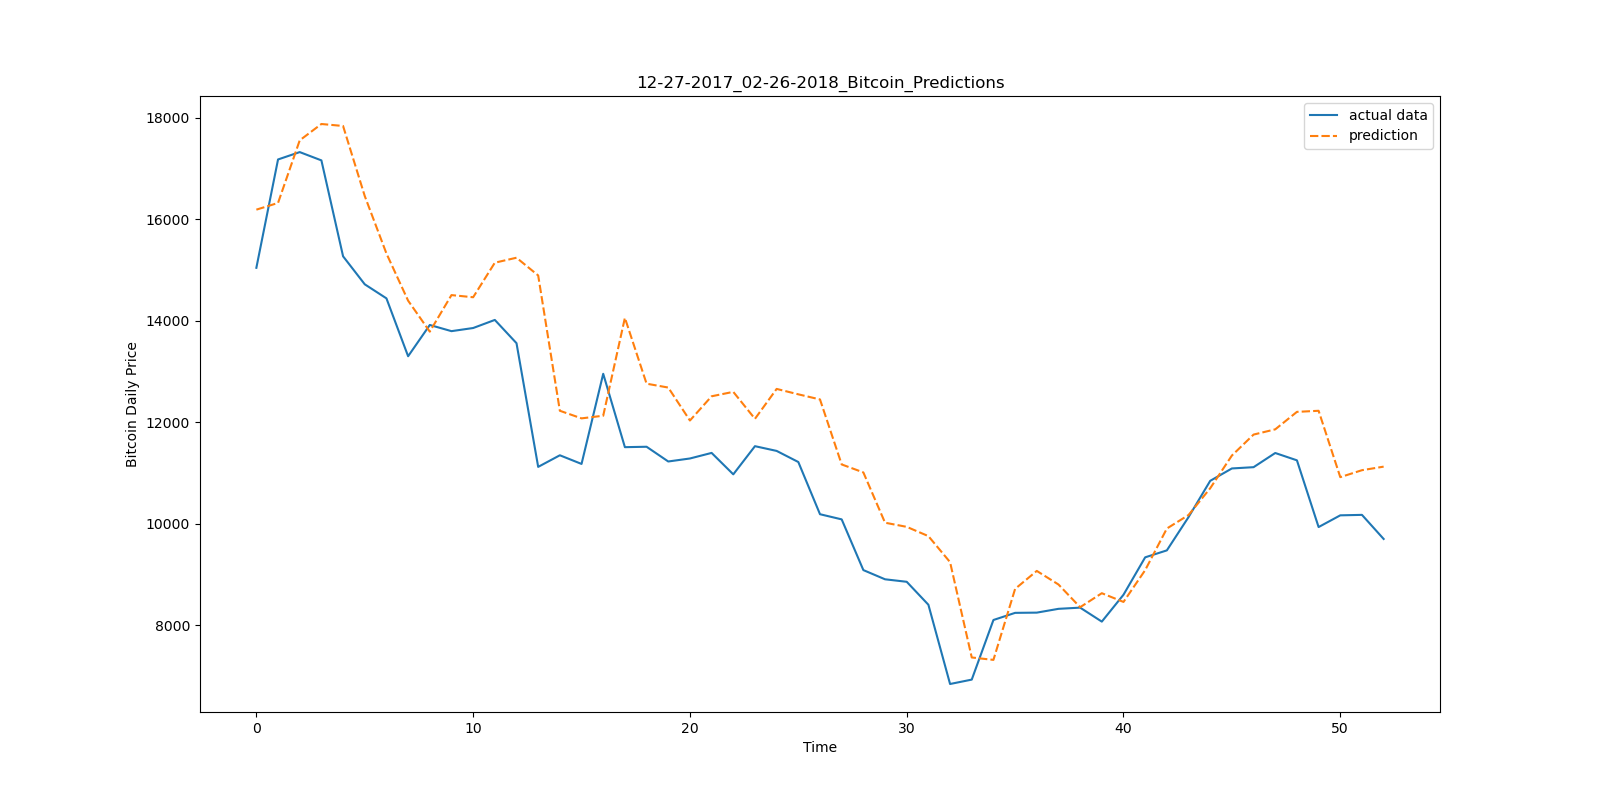 12-27-2017_02-26-2018_Bitcoin_Predictions
actual data
prediction
Bitcoin Daily Price
18000
16000
14000
12000
10000
8000
0 10 20 30 40 50
Time